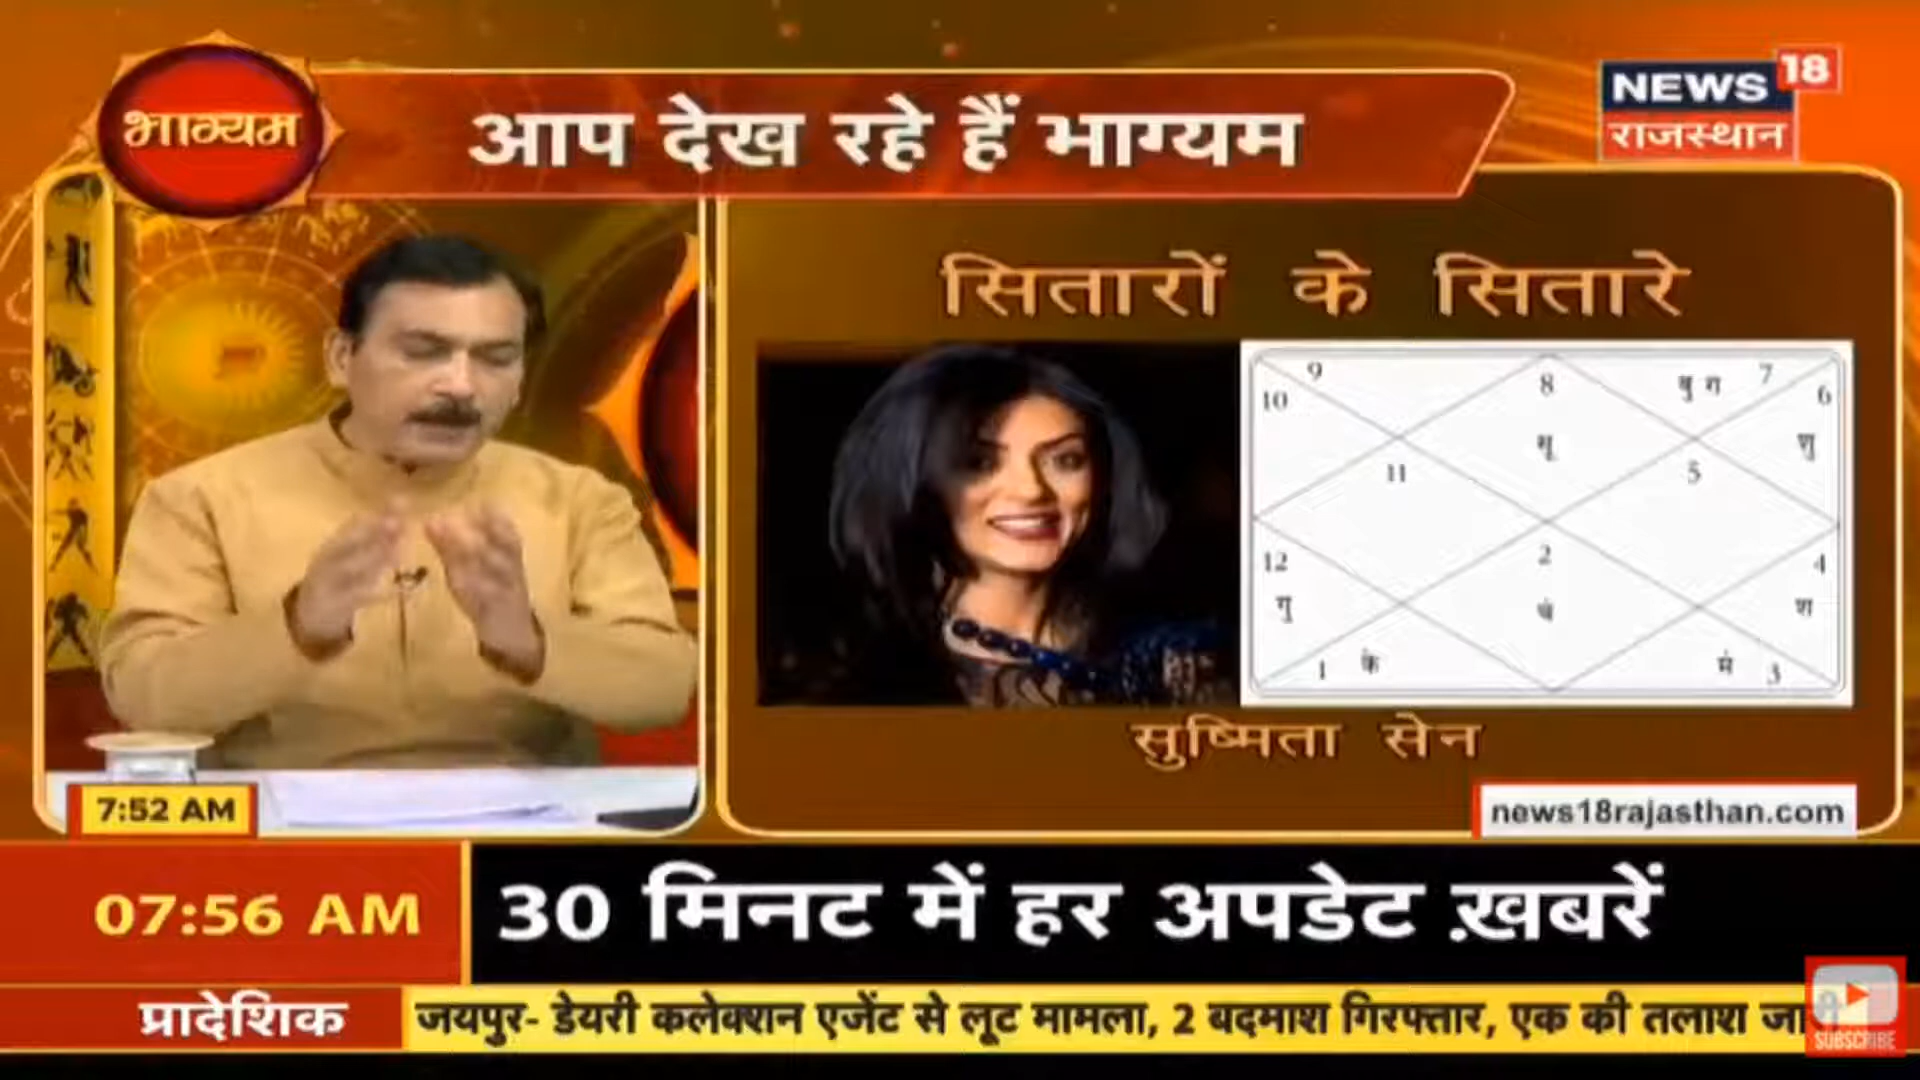 भाग्यम
आप देख रहे हैं भाग्यम
NEWS 18
राजस्थान
सितारों के सितारे
9
8
बु ग
7
10
6
सू
शु
11
5
12
2
4
गु
चं
श
1 के
मं 3
सुष्मिता सेन
7:52 AM
news18rajasthan.com
07:56 AM
30 मिनट में हर अपडेट ख़बरें
प्रादेशिक
जयपुर- डेयरी कलेक्शन एजेंट से लूट मामला, 2 बदमाश गिरफ्तार, एक की तलाश
SUBSCRIBE